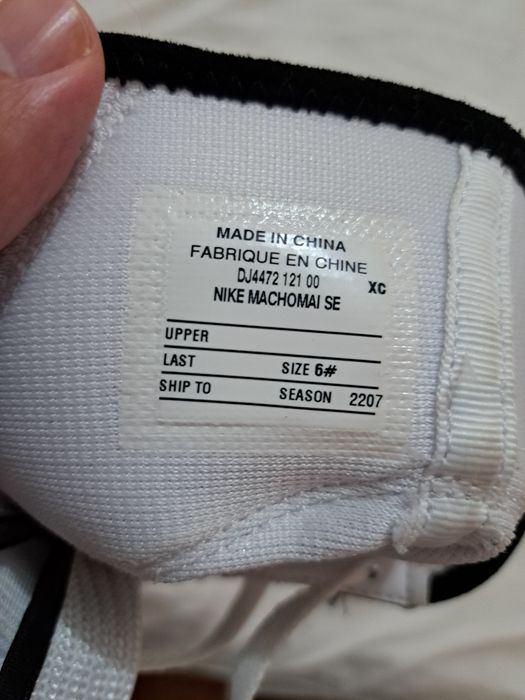 MADE IN CHINA
FABRIQUE EN CHINE
DJ4472 121 00 XC
NIKE MACHOMAI SE
UPPER
LAST SIZE 6#
SHIP TO SEASON 2207